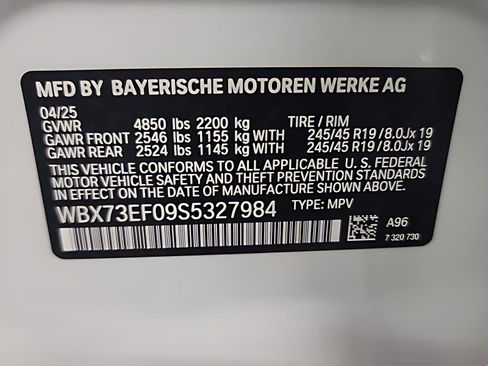 MFD BY BAYERISCHE MOTOREN WERKE AG
04/25
GVWR 4850 lbs 2200 kg TIRE / RIM
GAWR FRONT 2546 lbs 1155 kg WITH 245/45 R19 / 8.0Jx 19
GAWR REAR 2524 lbs 1145 kg WITH 245/45 R19 / 8.0Jx 19
THIS VEHICLE CONFORMS TO ALL APPLICABLE U. S. FEDERAL
MOTOR VEHICLE SAFETY BUMPER AND THEFT PREVENTION STANDARDS
IN EFFECT ON THE DATE OF MANUFACTURE SHOWN ABOVE.
WBX73EF09S5327984 TYPE: MPV
A96
7 320 730